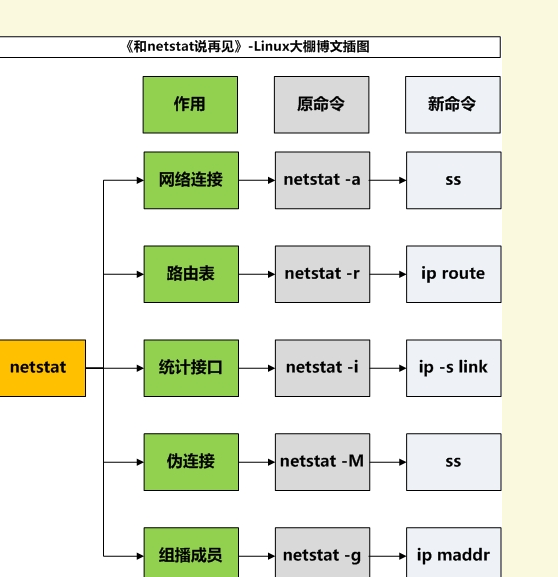 《和netstat说再见》-Linux大棚博文插图
作用 原命令 新命令
网络连接 netstat -a ss
路由表 netstat -r ip route
netstat 统计接口 netstat -i ip -s link
伪连接 netstat -M ss
组播成员 netstat -g ip maddr